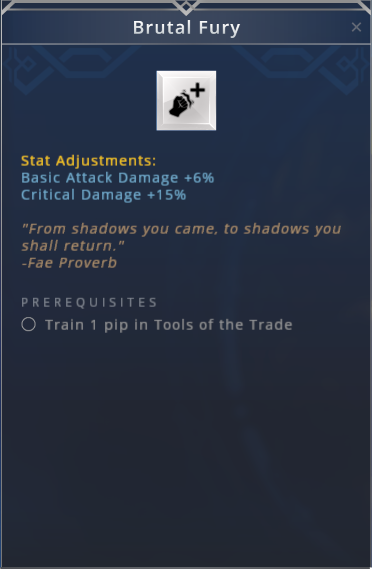 Brutal Fury
Stat Adjustments:
Basic Attack Damage +6%
Critical Damage +15%
"From shadows you came, to shadows you
shall return."
-Fae Proverb
PREREQUISITES
Train 1 pip in Tools of the Trade